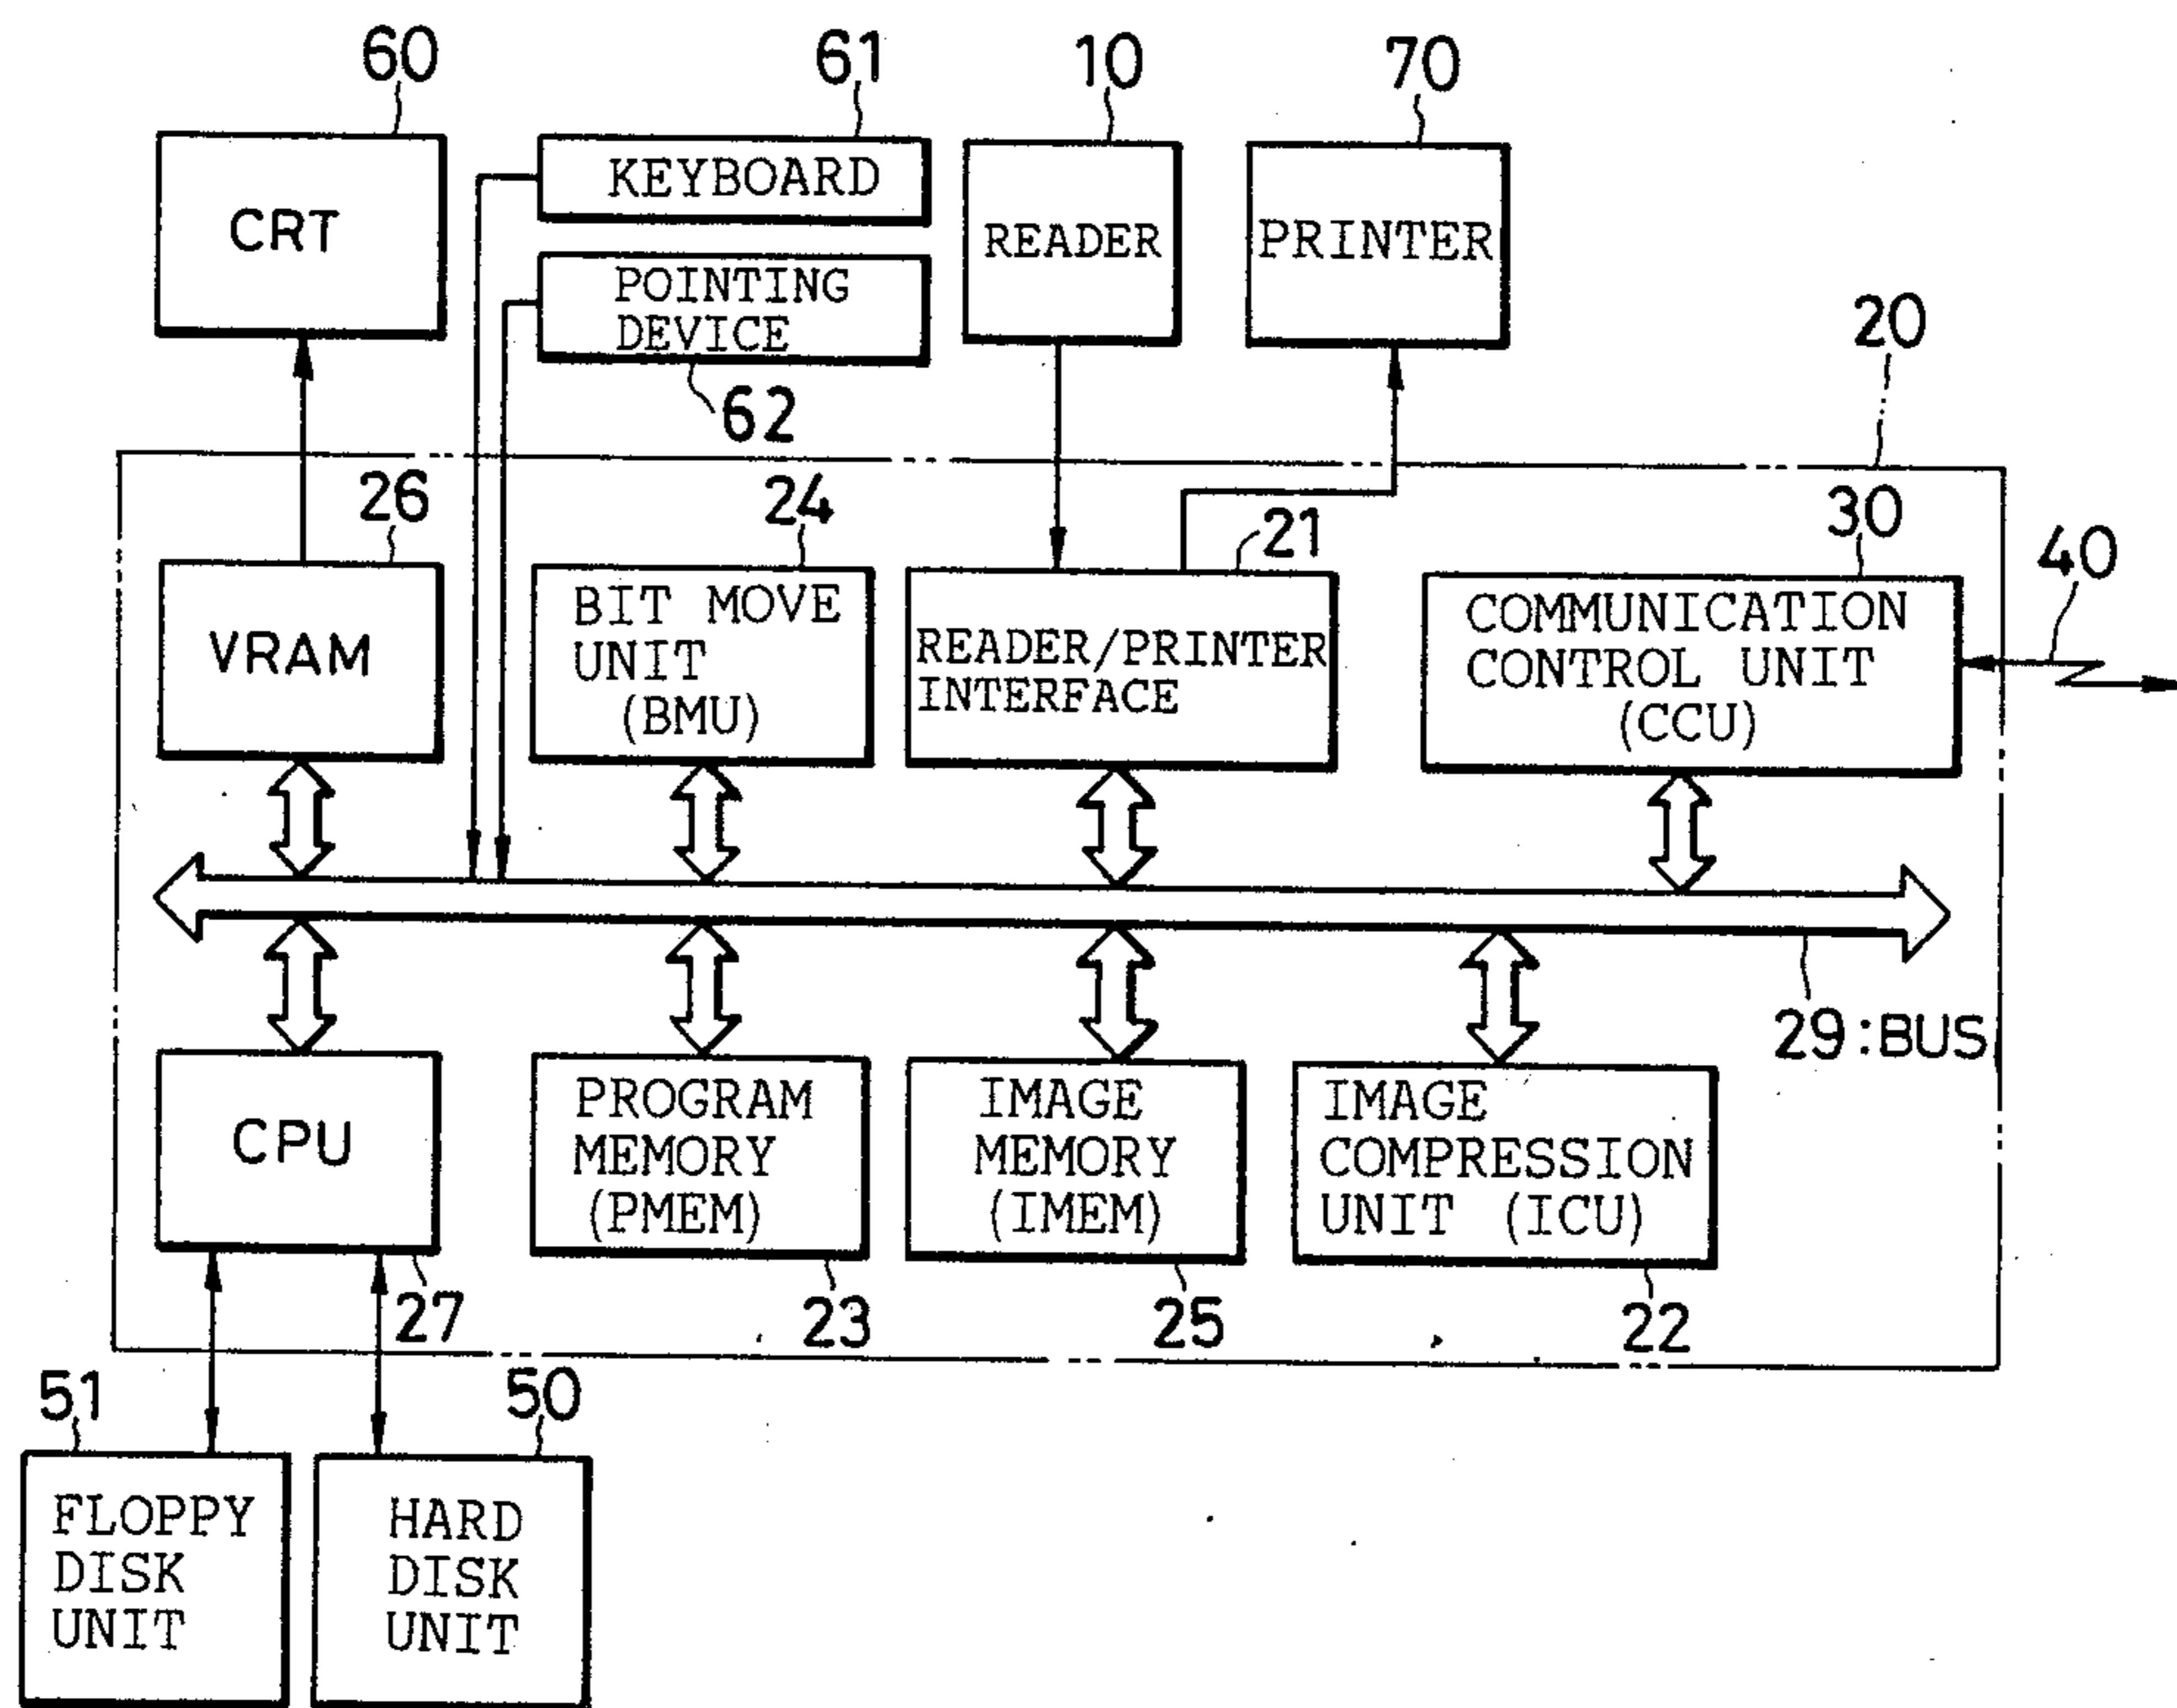 60
61
10
70
CRT
KEYBOARD
POINTING
DEVICE
62
READER
PRINTER
20
26
24
21
30
40
VRAM
BIT MOVE
UNIT
(BMU)
READER/PRINTER
INTERFACE
COMMUNICATION
CONTROL UNIT
(CCU)
29:BUS
CPU
PROGRAM
MEMORY
(PMEM)
IMAGE
MEMORY
(IMEM)
IMAGE
COMPRESSION
UNIT (ICU)
27
23
25
22
51
50
FLOPPY
DISK
UNIT
HARD
DISK
UNIT